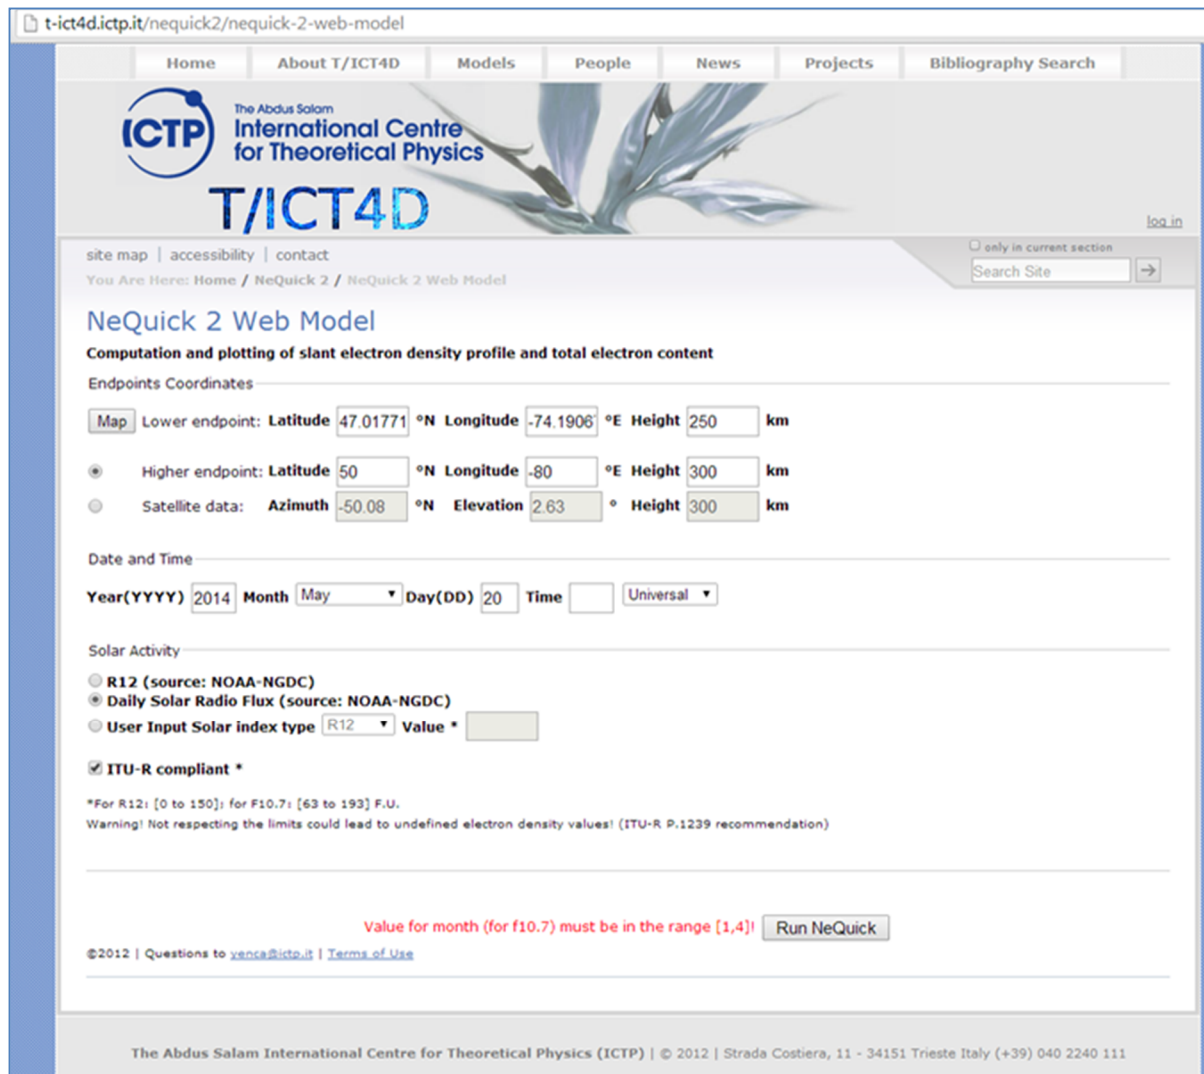 t-ict4d.ictp.it/nequick2/nequick-2-web-model
Home About T/ICT4D Models People News Projects Bibliography Search
ICTP
The Abdus Salam
International Centre
for Theoretical Physics
T/ICT4D
log in
site map | accessibility | contact
only in current section
Search Site
You Are Here: Home / NeQuick 2 / NeQuick 2 Web Model
NeQuick 2 Web Model
Computation and plotting of slant electron density profile and total electron content
Endpoints Coordinates
Map Lower endpoint: Latitude 47.01771 °N Longitude -74.1906 °E Height 250 km
Higher endpoint: Latitude 50 °N Longitude -80 °E Height 300 km
Satellite data: Azimuth -50.08 °N Elevation 2.63 ° Height 300 km
Date and Time
Year(YYYY) 2014 Month May Day(DD) 20 Time Universal
Solar Activity
R12 (source: NOAA-NGDC)
Daily Solar Radio Flux (source: NOAA-NGDC)
User Input Solar index type R12 Value *
ITU-R compliant *
*For R12: [0 to 150]; for F10.7: [63 to 193] F.U.
Warning! Not respecting the limits could lead to undefined electron density values! (ITU-R P.1239 recommendation)
Value for month (for f10.7) must be in the range [1,4]! Run NeQuick
©2012 | Questions to yenca@ictp.it | Terms of Use
The Abdus Salam International Centre for Theoretical Physics (ICTP) | © 2012 | Strada Costiera, 11 - 34151 Trieste Italy (+39) 040 2240 111